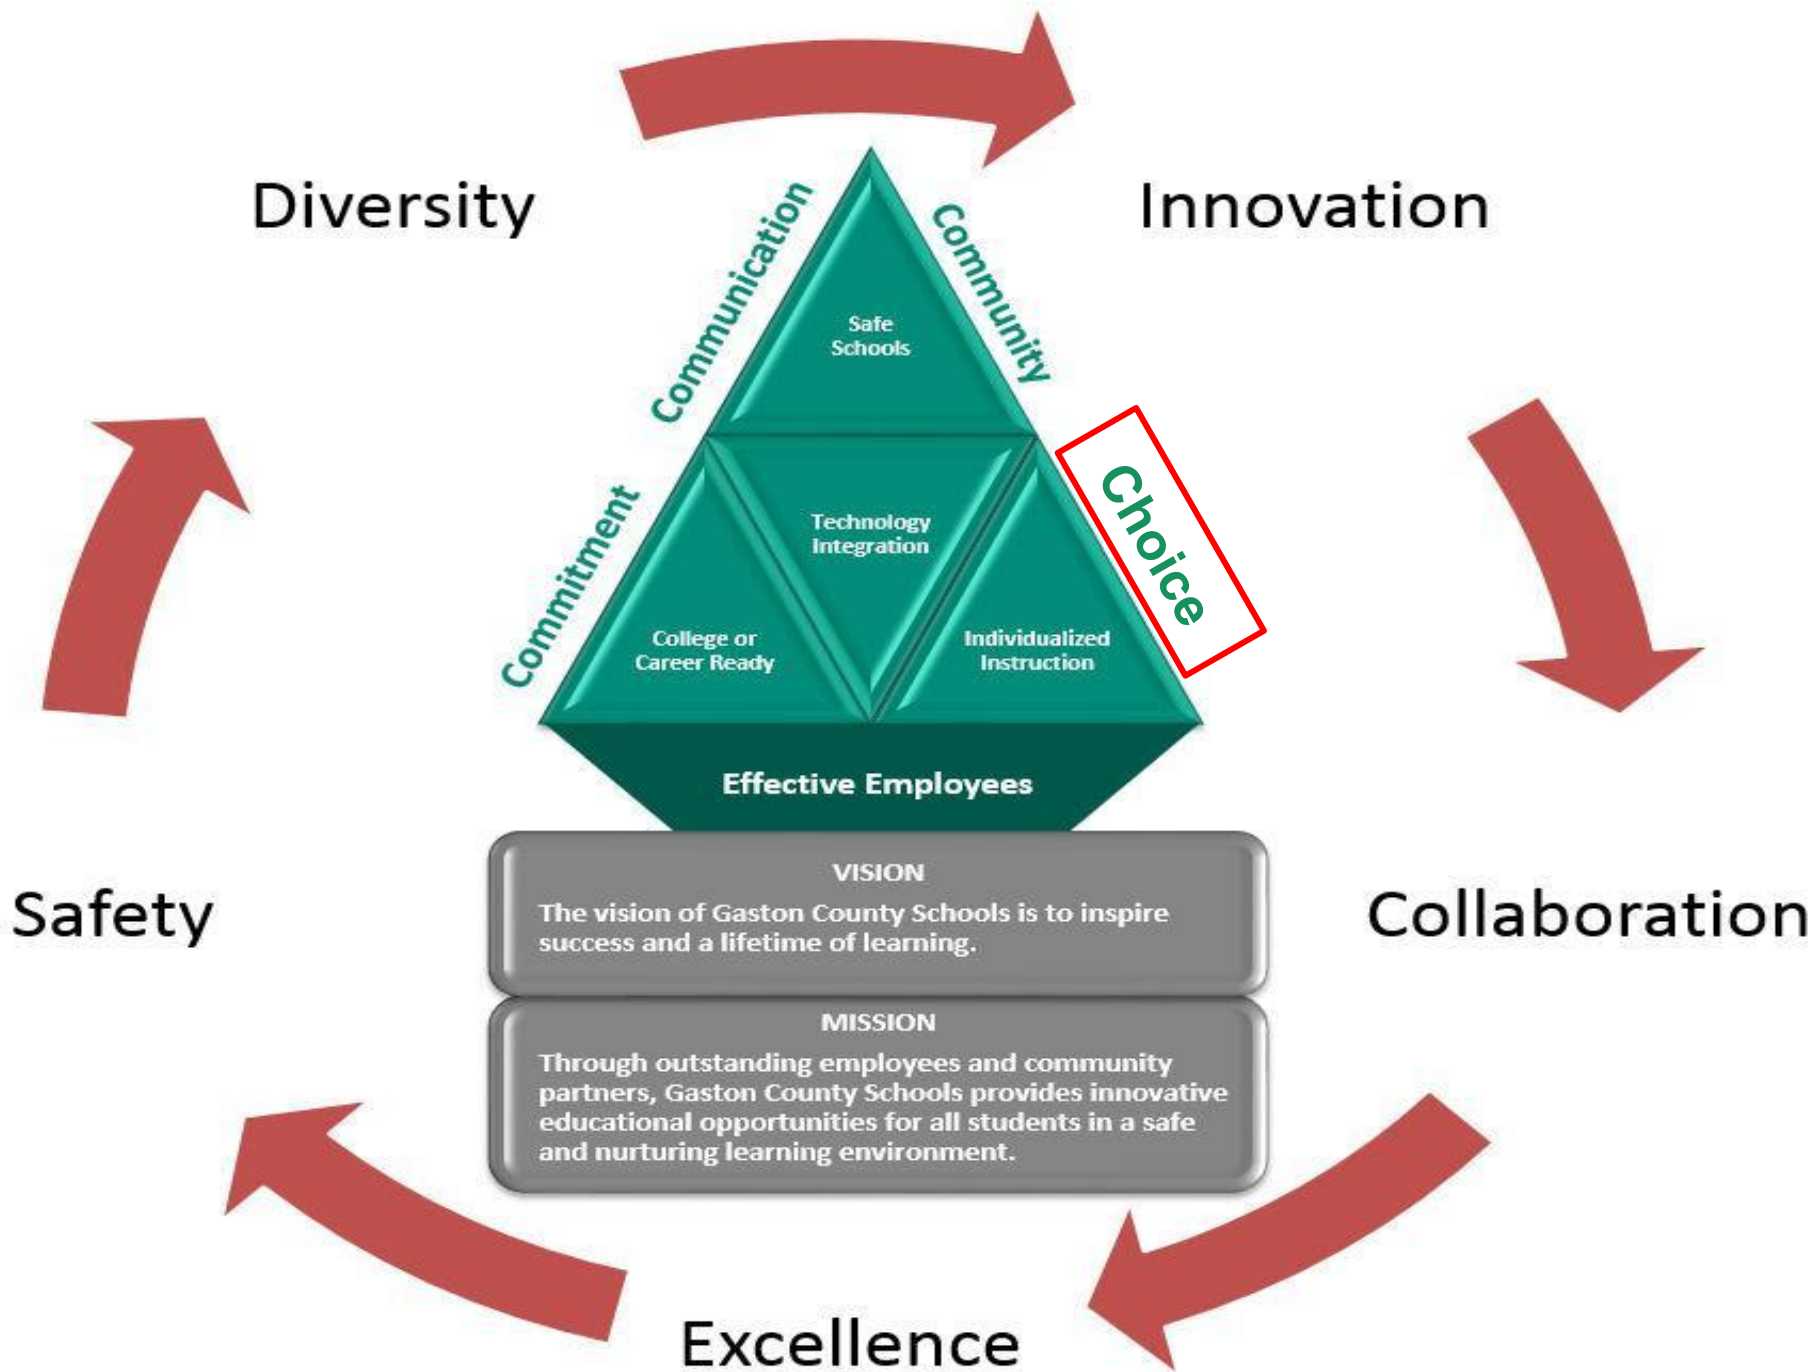 Diversity
Innovation
Communication
Community
Safe
Schools
Commitment
Choice
Technology
Integration
College or
Career Ready
Individualized
Instruction
Effective Employees
VISION
The vision of Gaston County Schools is to inspire
success and a lifetime of learning.
Safety
Collaboration
MISSION
Through outstanding employees and community
partners, Gaston County Schools provides innovative
educational opportunities for all students in a safe
and nurturing learning environment.
Excellence